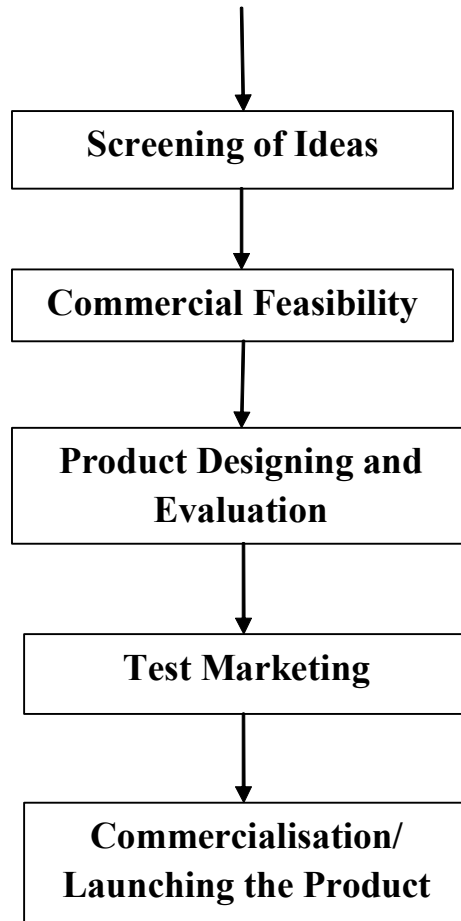 Screening of Ideas
Commercial Feasibility
Product Designing and
Evaluation
Test Marketing
Commercialisation/
Launching the Product